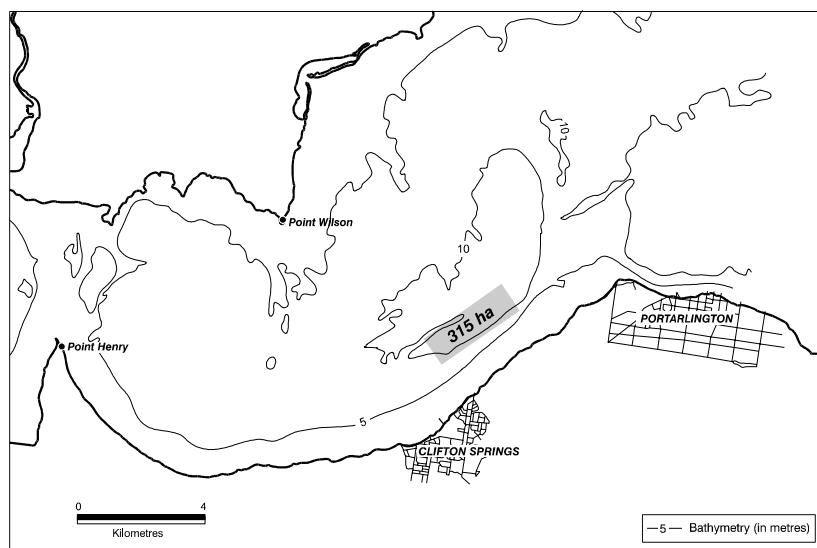 10
Point Wilson
10
315 ha
PORTARLINGTON
Point Henry
5
CLIFTON SPRINGS
0 4
Kilometres
5 Bathymetry (in metres)